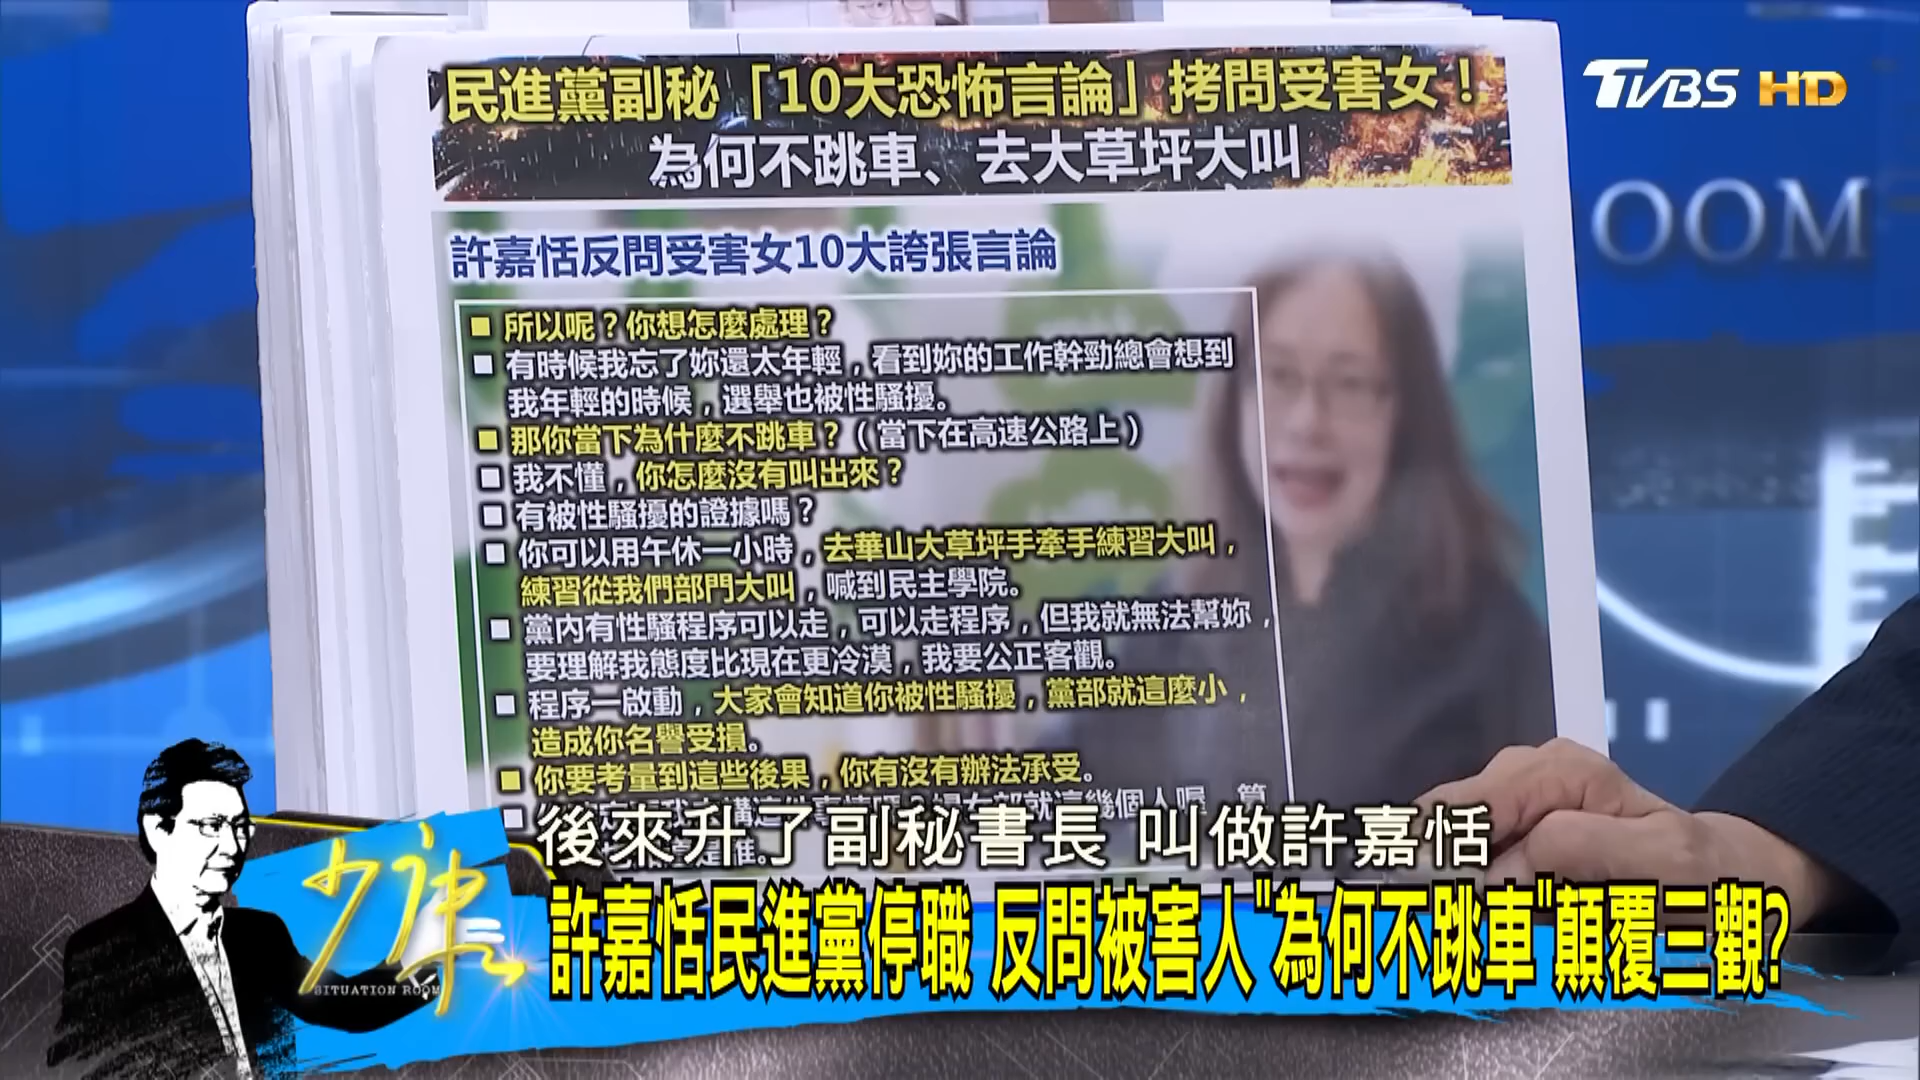 TVBS HD
民進黨副秘「10大恐怖言論」拷問受害女！
為何不跳車、去大草坪大叫
OOM
許嘉恬反問受害女10大誇張言論
所以呢？你想怎麼處理？
有時候我忘了妳還太年輕，看到妳的工作幹勁總會想到
我年輕的時候，選舉也被性騷擾。
那你當下為什麼不跳車？（當下在高速公路上）
我不懂，你怎麼沒有叫出來？
有被性騷擾的證據嗎？
你可以用午休一小時，去華山大草坪手牽手練習大叫，
練習從我們部門大叫，喊到民主學院。
黨內有性騷程序可以走，可以走程序，但我就無法幫妳，
要理解我態度比現在更冷漠，我要公正客觀。
程序一啟動，大家會知道你被性騷擾，黨部就這麼小，
造成你名譽受損。
你要考量到這些後果，你有沒有辦法承受。
後來升了副秘書長 叫做許嘉恬
少康
SITUATION ROOM
許嘉恬民進黨停職 反問被害人"為何不跳車"顛覆三觀?